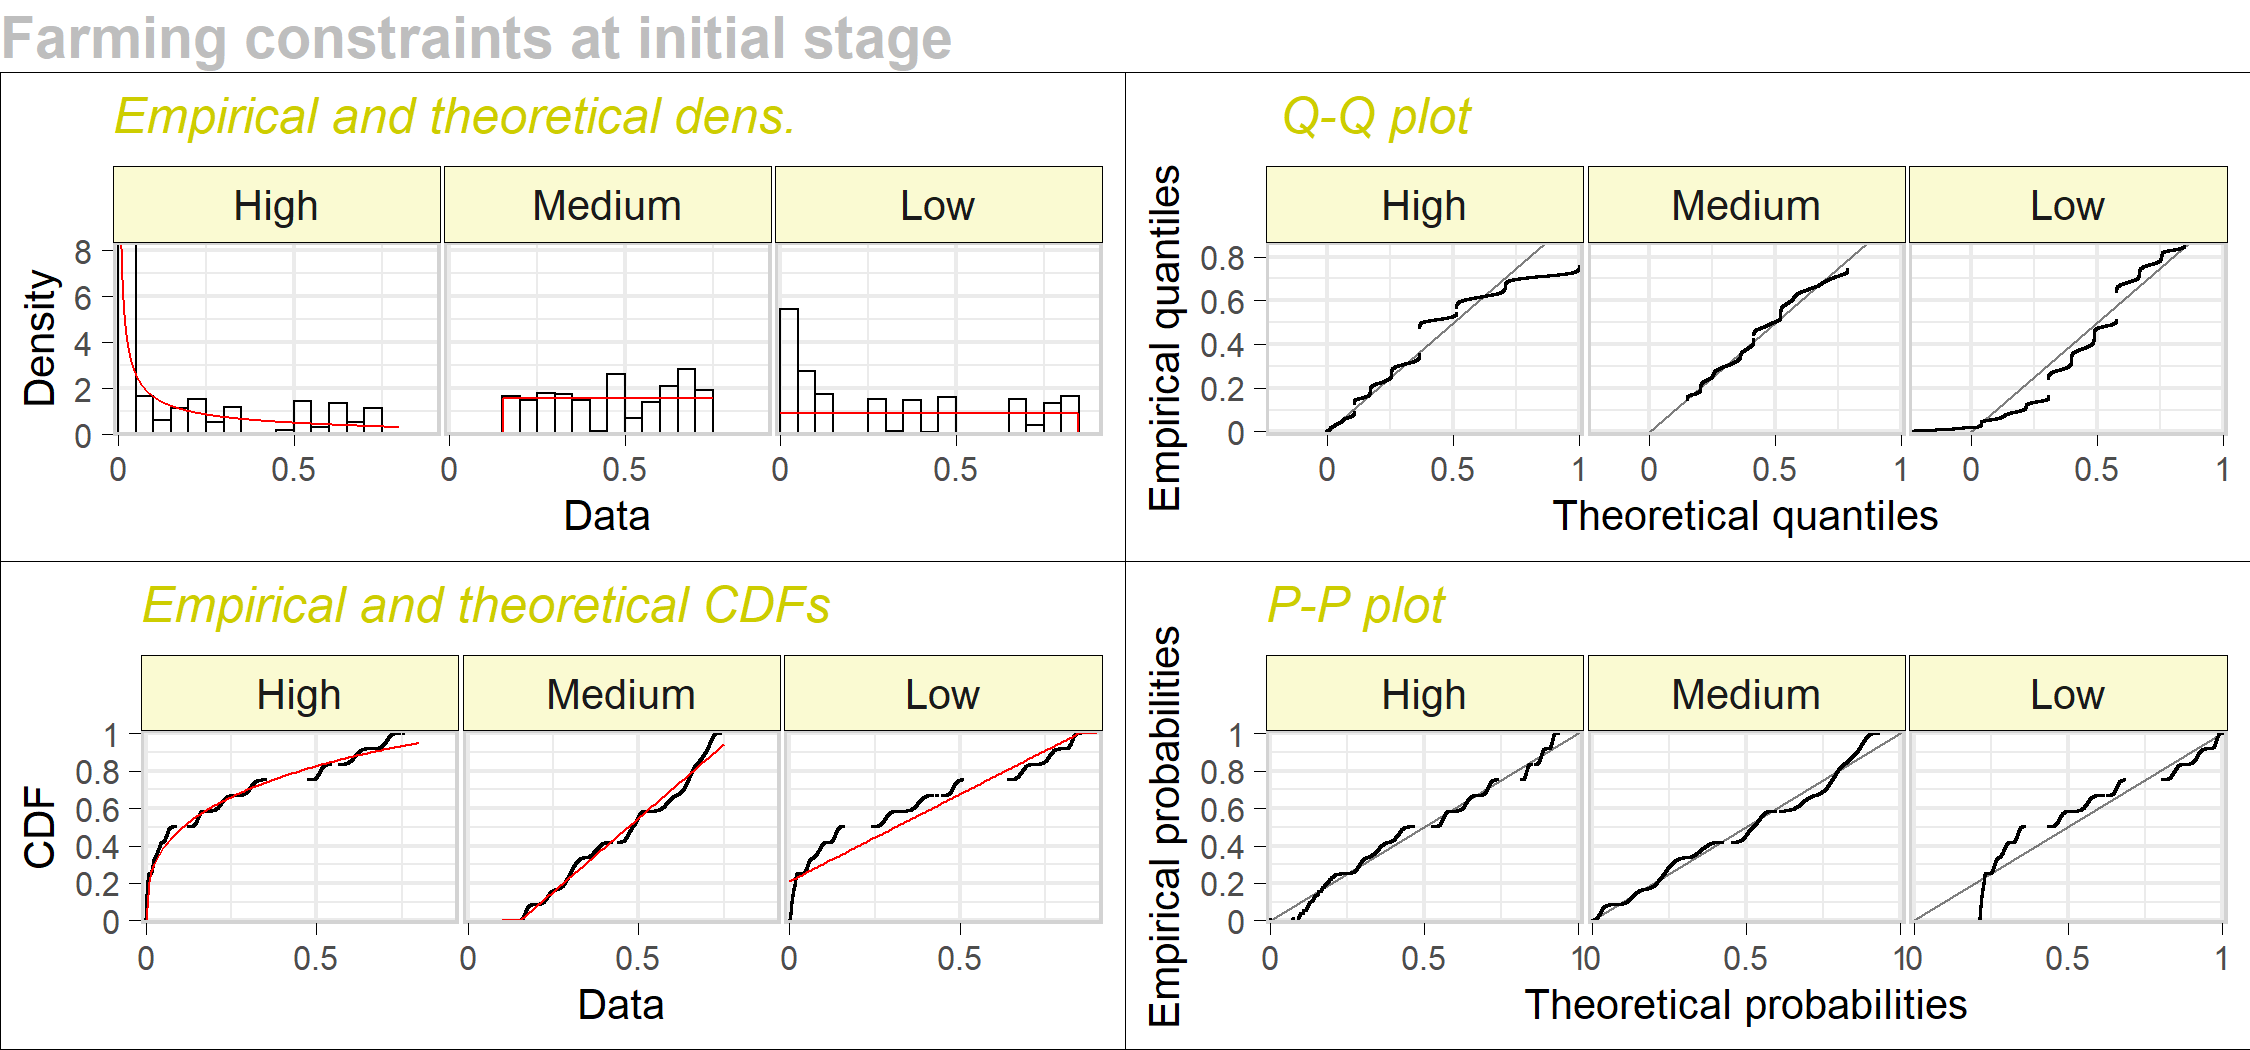 Farming constraints at initial stage
Empirical and theoretical dens.
High Medium Low
Density
8
6
4
2
0
0 0.5 0 0.5 0 0.5
Data
Q-Q plot
High Medium Low
Empirical quantiles
0.8
0.6
0.4
0.2
0
0 0.5 1 0 0.5 1 0 0.5 1
Theoretical quantiles
Empirical and theoretical CDFs
High Medium Low
CDF
1
0.8
0.6
0.4
0.2
0
0 0.5 0 0.5 0 0.5
Data
P-P plot
High Medium Low
Empirical probabilities
1
0.8
0.6
0.4
0.2
0
0 0.5 10 0.5 10 0.5 1
Theoretical probabilities